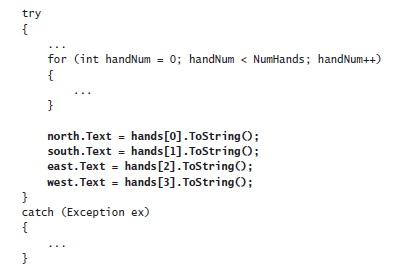 try
{
...
for (int handNum = 0; handNum < NumHands; handNum++)
{
...
}
north.Text = hands[0].ToString();
south.Text = hands[1].ToString();
east.Text = hands[2].ToString();
west.Text = hands[3].ToString();
}
catch (Exception ex)
{
...
}